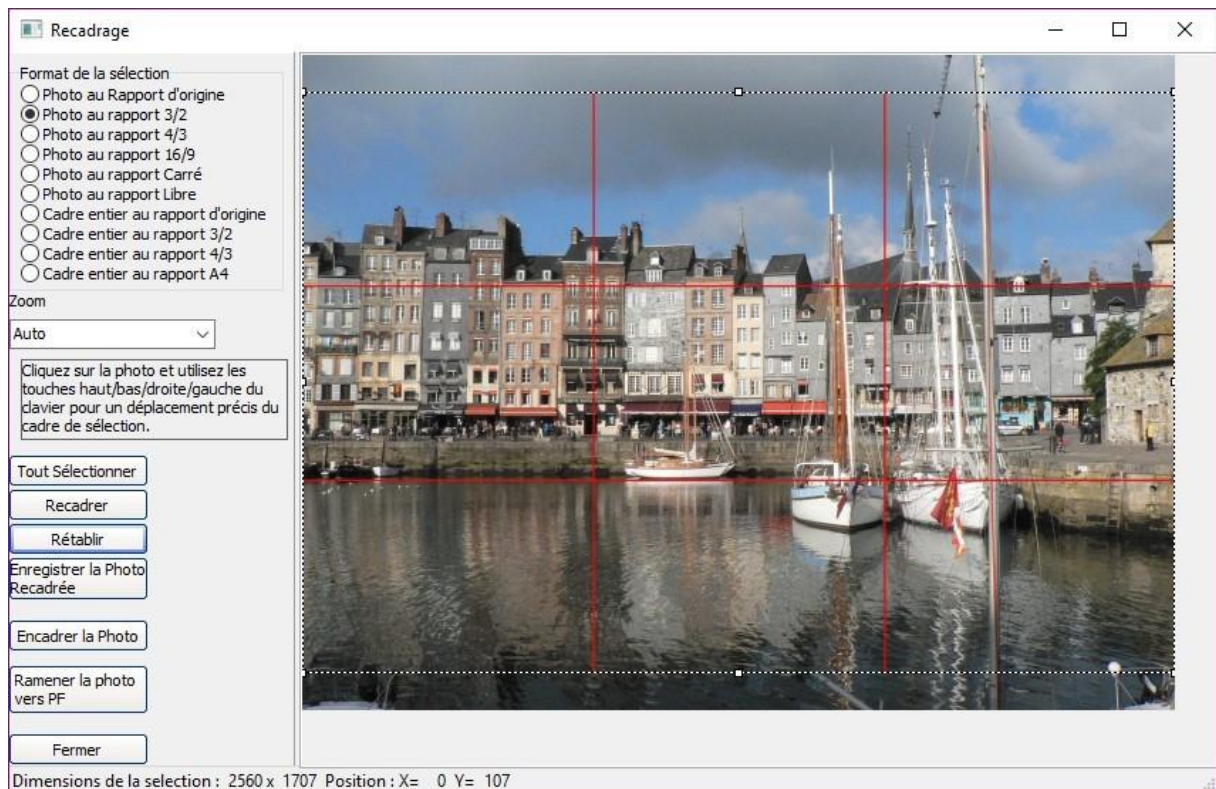 Recadrage
Format de la sélection
Photo au Rapport d'origine
Photo au rapport 3/2
Photo au rapport 4/3
Photo au rapport 16/9
Photo au rapport Carré
Photo au rapport Libre
Cadre entier au rapport d'origine
Cadre entier au rapport 3/2
Cadre entier au rapport 4/3
Cadre entier au rapport A4
Zoom
Auto
Cliquez sur la photo et utilisez les
touches haut/bas/droite/gauche du
clavier pour un déplacement précis du
cadre de sélection.
Tout Sélectionner
Recadrer
Rétablir
Enregistrer la Photo
Recadrée
Encadrer la Photo
Ramener la photo
vers PF
Fermer
Dimensions de la selection : 2560 x 1707 Position : X= 0 Y= 107